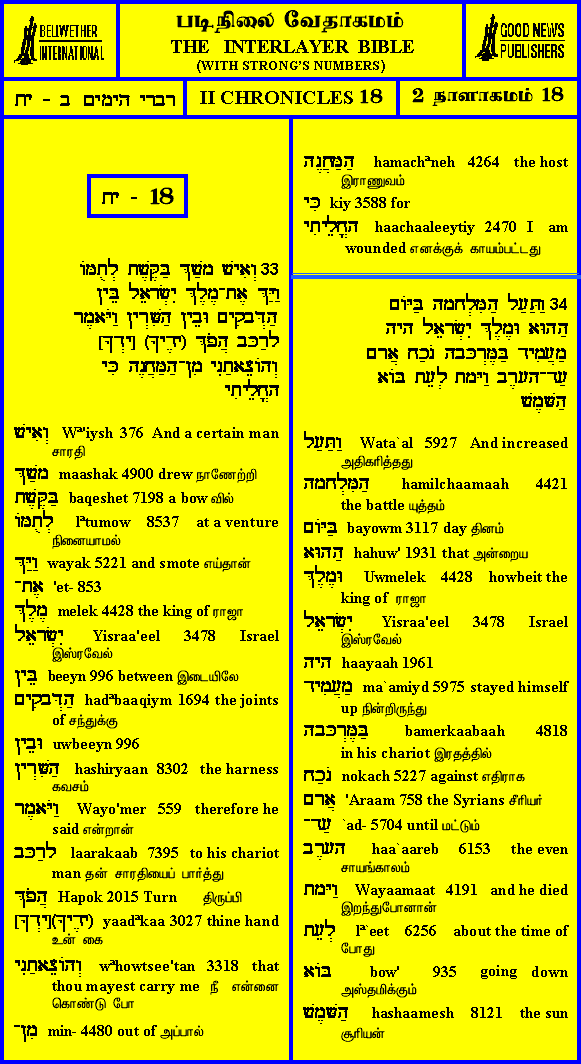 BELLWETHER
INTERNATIONAL
படிநிலை வேதாகமம்
THE INTERLAYER BIBLE
(WITH STRONG'S NUMBERS)
GOOD NEWS
PUBLISHERS
דברי הימים ב - יח
II CHRONICLES 18
2 நாளாகமம் 18
18 - יח
33 וְאִישׁ מָשַׁךְ בַּקֶּשֶׁת לְתֻמּוֹ
וַיַּךְ אֶת־מֶלֶךְ יִשְׂרָאֵל בֵּין
הַדְּבָקִים וּבֵין הַשִּׁרְיָן וַיֹּאמֶר
לָרַכָּב הֲפֹךְ (יָדֶיךָ) [יָדְךָ]
וְהוֹצֵאתַנִי מִן־הַמַּחֲנֶה כִּי
הָחֳלֵיתִי
וְאִישׁ Wª'iysh 376 And a certain man
சாரதி
מָשַׁךְ maashak 4900 drew நாணேற்றி
בַּקֶּשֶׁת baqeshet 7198 a bow வில்
לְתֻמּוֹ lªtumow 8537 at a venture
நினையாமல்
וַיַּךְ wayak 5221 and smote எய்தான்
אֶת־ 'et- 853
מֶלֶךְ melek 4428 the king of ராஜா
יִשְׂרָאֵל Yisraa'eel 3478 Israel
இஸ்ரவேல்
בֵּין beeyn 996 between இடையிலே
הַדְּבָקִים hadªbaaqiym 1694 the joints
of சந்துக்கு
וּבֵין uwbeeyn 996
הַשִּׁרְיָן hashiryaan 8302 the harness
கவசம்
וַיֹּאמֶר Wayo'mer 559 therefore he
said என்றான்
לָרַכָּב laarakaab 7395 to his chariot
man தன் சாரதியைப் பார்த்து
הֲפֹךְ Hapok 2015 Turn திருப்பி
(יָדֶיךָ)[יָדְךָ] yaadªkaa 3027 thine hand
உன் கை
וְהוֹצֵאתַנִי wªhowtsee'tan 3318 that
thou mayest carry me நீ என்னை
கொண்டு போ
מִן־ min- 4480 out of அப்பால்
הַמַּחֲנֶה hamachªneh 4264 the host
இராணுவம்
כִּי kiy 3588 for
הָחֳלֵיתִי haachaaleeytiy 2470 I am
wounded எனக்குக் காயம்பட்டது
34 וַתַּעַל הַמִּלְחָמָה בַּיּוֹם
הַהוּא וּמֶלֶךְ יִשְׂרָאֵל הָיָה
מַעֲמִיד בַּמֶּרְכָּבָה נֹכַח אֲרָם
עַד־הָעֶרֶב וַיָּמָת לְעֵת בּוֹא
הַשָּׁמֶשׁ
וַתַּעַל Wata`al 5927 And increased
அதிகரித்தது
הַמִּלְחָמָה hamilchaamaah 4421
the battle யுத்தம்
בַּיּוֹם bayowm 3117 day தினம்
הַהוּא hahuw' 1931 that அன்றைய
וּמֶלֶךְ Uwmelek 4428 howbeit the
king of ராஜா
יִשְׂרָאֵל Yisraa'eel 3478 Israel
இஸ்ரவேல்
הָיָה haayaah 1961
מַעֲמִיד ma`amiyd 5975 stayed himself
up நின்றிருந்து
בַּמֶּרְכָּבָה bamerkaabaah 4818
in his chariot இரதத்தில்
נֹכַח nokach 5227 against எதிராக
אֲרָם 'Araam 758 the Syrians சீரியர்
עַד־ `ad- 5704 until மட்டும்
הָעֶרֶב haa`aareb 6153 the even
சாயங்காலம்
וַיָּמָת Wayaamaat 4191 and he died
இறந்துபோனான்
לְעֵת lª`eet 6256 about the time of
போது
בּוֹא bow' 935 going down
அஸ்தமிக்கும்
הַשָּׁמֶשׁ hashaamesh 8121 the sun
சூரியன்